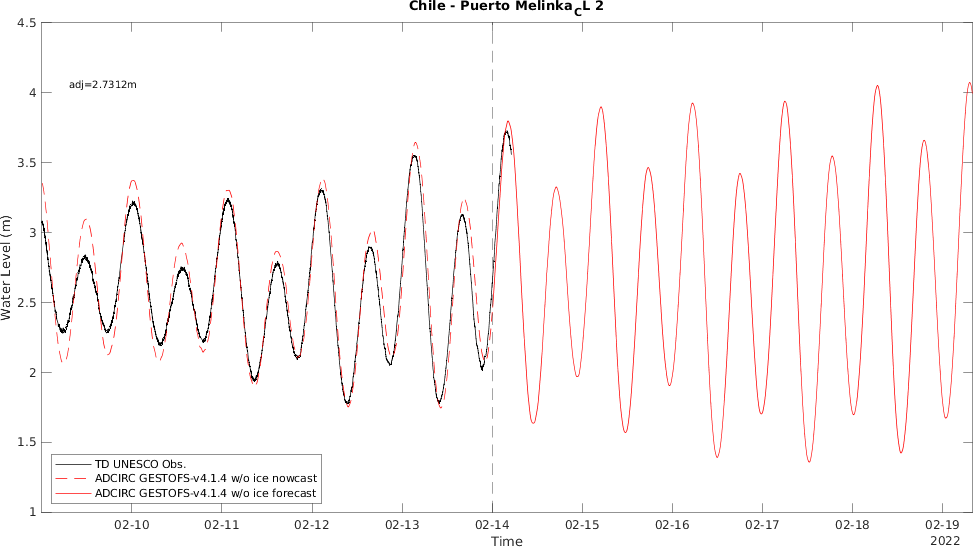 Chile - Puerto Melinka_CL 2
4.5
4
3.5
3
2.5
2
1.5
1
Water Level (m)
adj=2.7312m
TD UNESCO Obs.
ADCIRC GESTOFS-v4.1.4 w/o ice nowcast
ADCIRC GESTOFS-v4.1.4 w/o ice forecast
02-10 02-11 02-12 02-13 02-14 02-15 02-16 02-17 02-18 02-19
Time
2022